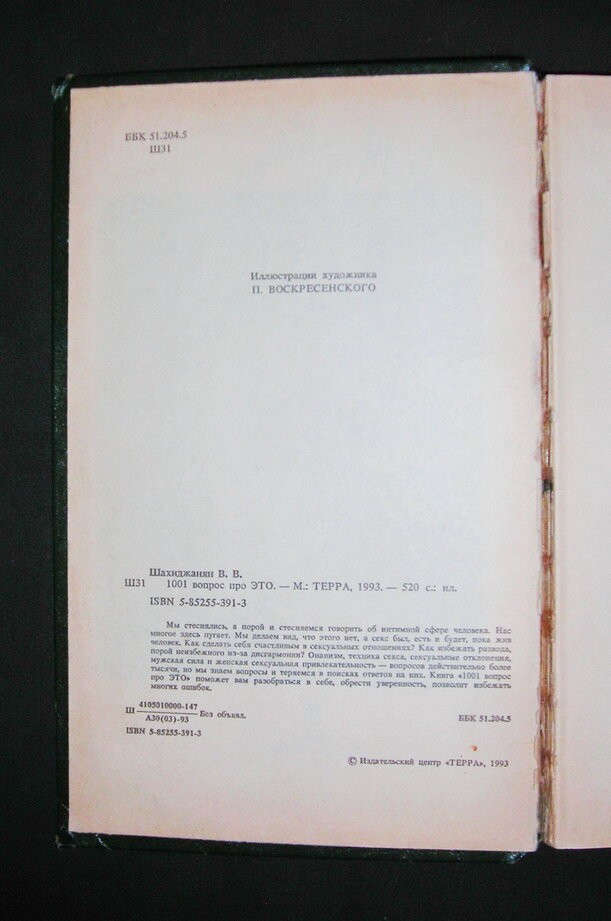 ББК 51.204.5
Ш31
Иллюстрации художника
П. ВОСКРЕСЕНСКОГО
Шахиджанян В. В.
Ш31 1001 вопрос про ЭТО. — М.: ТЕРРА, 1993. — 520 с.: ил.
ISBN 5-85255-391-3
Мы стеснялись, а порой и стесняемся говорить об интимной сфере человека. Нас
многое здесь пугает. Мы делаем вид, что этого нет, а секс был, есть и будет, пока жив
человек. Как сделать себя счастливым в сексуальных отношениях? Как избежать развода,
порой неизбежного из-за дисгармонии? Онанизм, техника секса, сексуальные отклонения,
мужская сила и женская сексуальная привлекательность — вопросов действительно более
тысячи, но мы знаем вопросы и теряемся в поисках ответов на них. Книга «1001 вопрос
про ЭТО» поможет вам разобраться в себе, обрести уверенность, позволит избежать
многих ошибок.
Ш 4105010000-147
А30(03)-93 Без объявл.
ББК 51.204.5
ISBN 5-85255-391-3
© Издательский центр «ТЕРРА», 1993